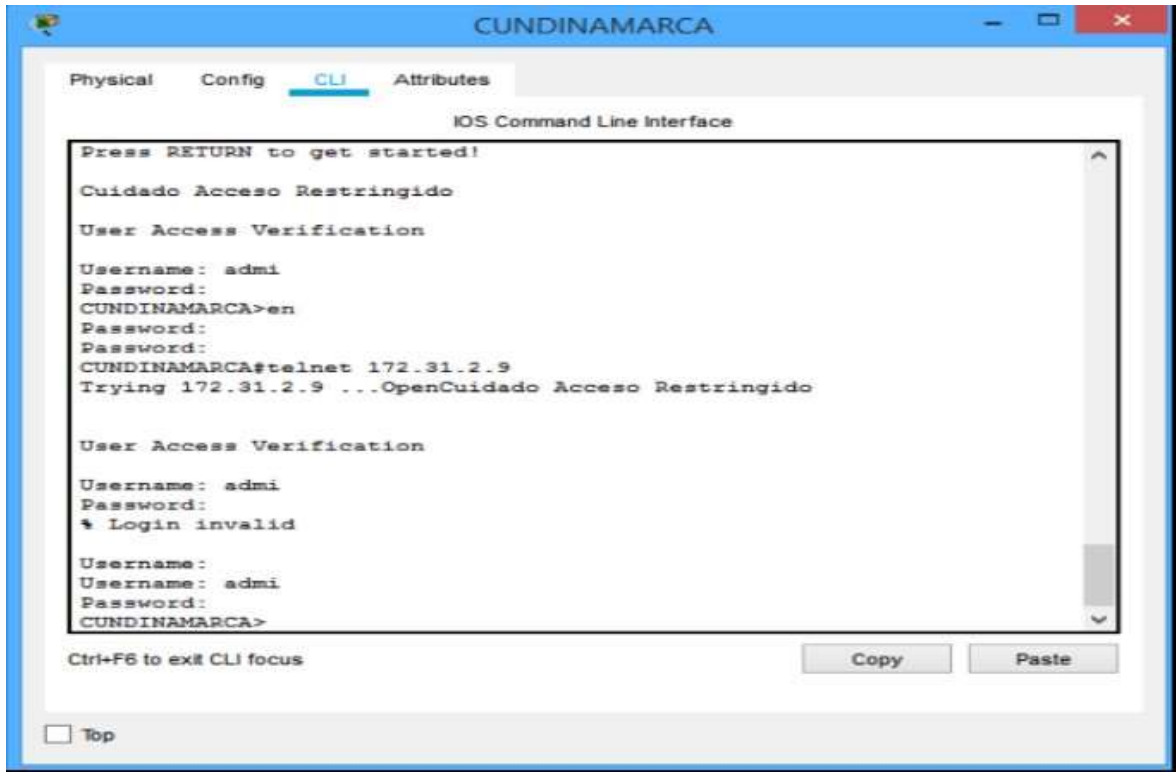 CUNDINAMARCA
Physical Config CLI Attributes
IOS Command Line Interface
Press RETURN to get started!
Cuidado Acceso Restringido
User Access Verification
Username: admi
Password:
CUNDINAMARCA>en
Password:
Password:
CUNDINAMARCA#telnet 172.31.2.9
Trying 172.31.2.9 ...OpenCuidado Acceso Restringido
User Access Verification
Username: admi
Password:
% Login invalid
Username:
Username: admi
Password:
CUNDINAMARCA>
Ctrl+F6 to exit CLI focus
Copy Paste
Top